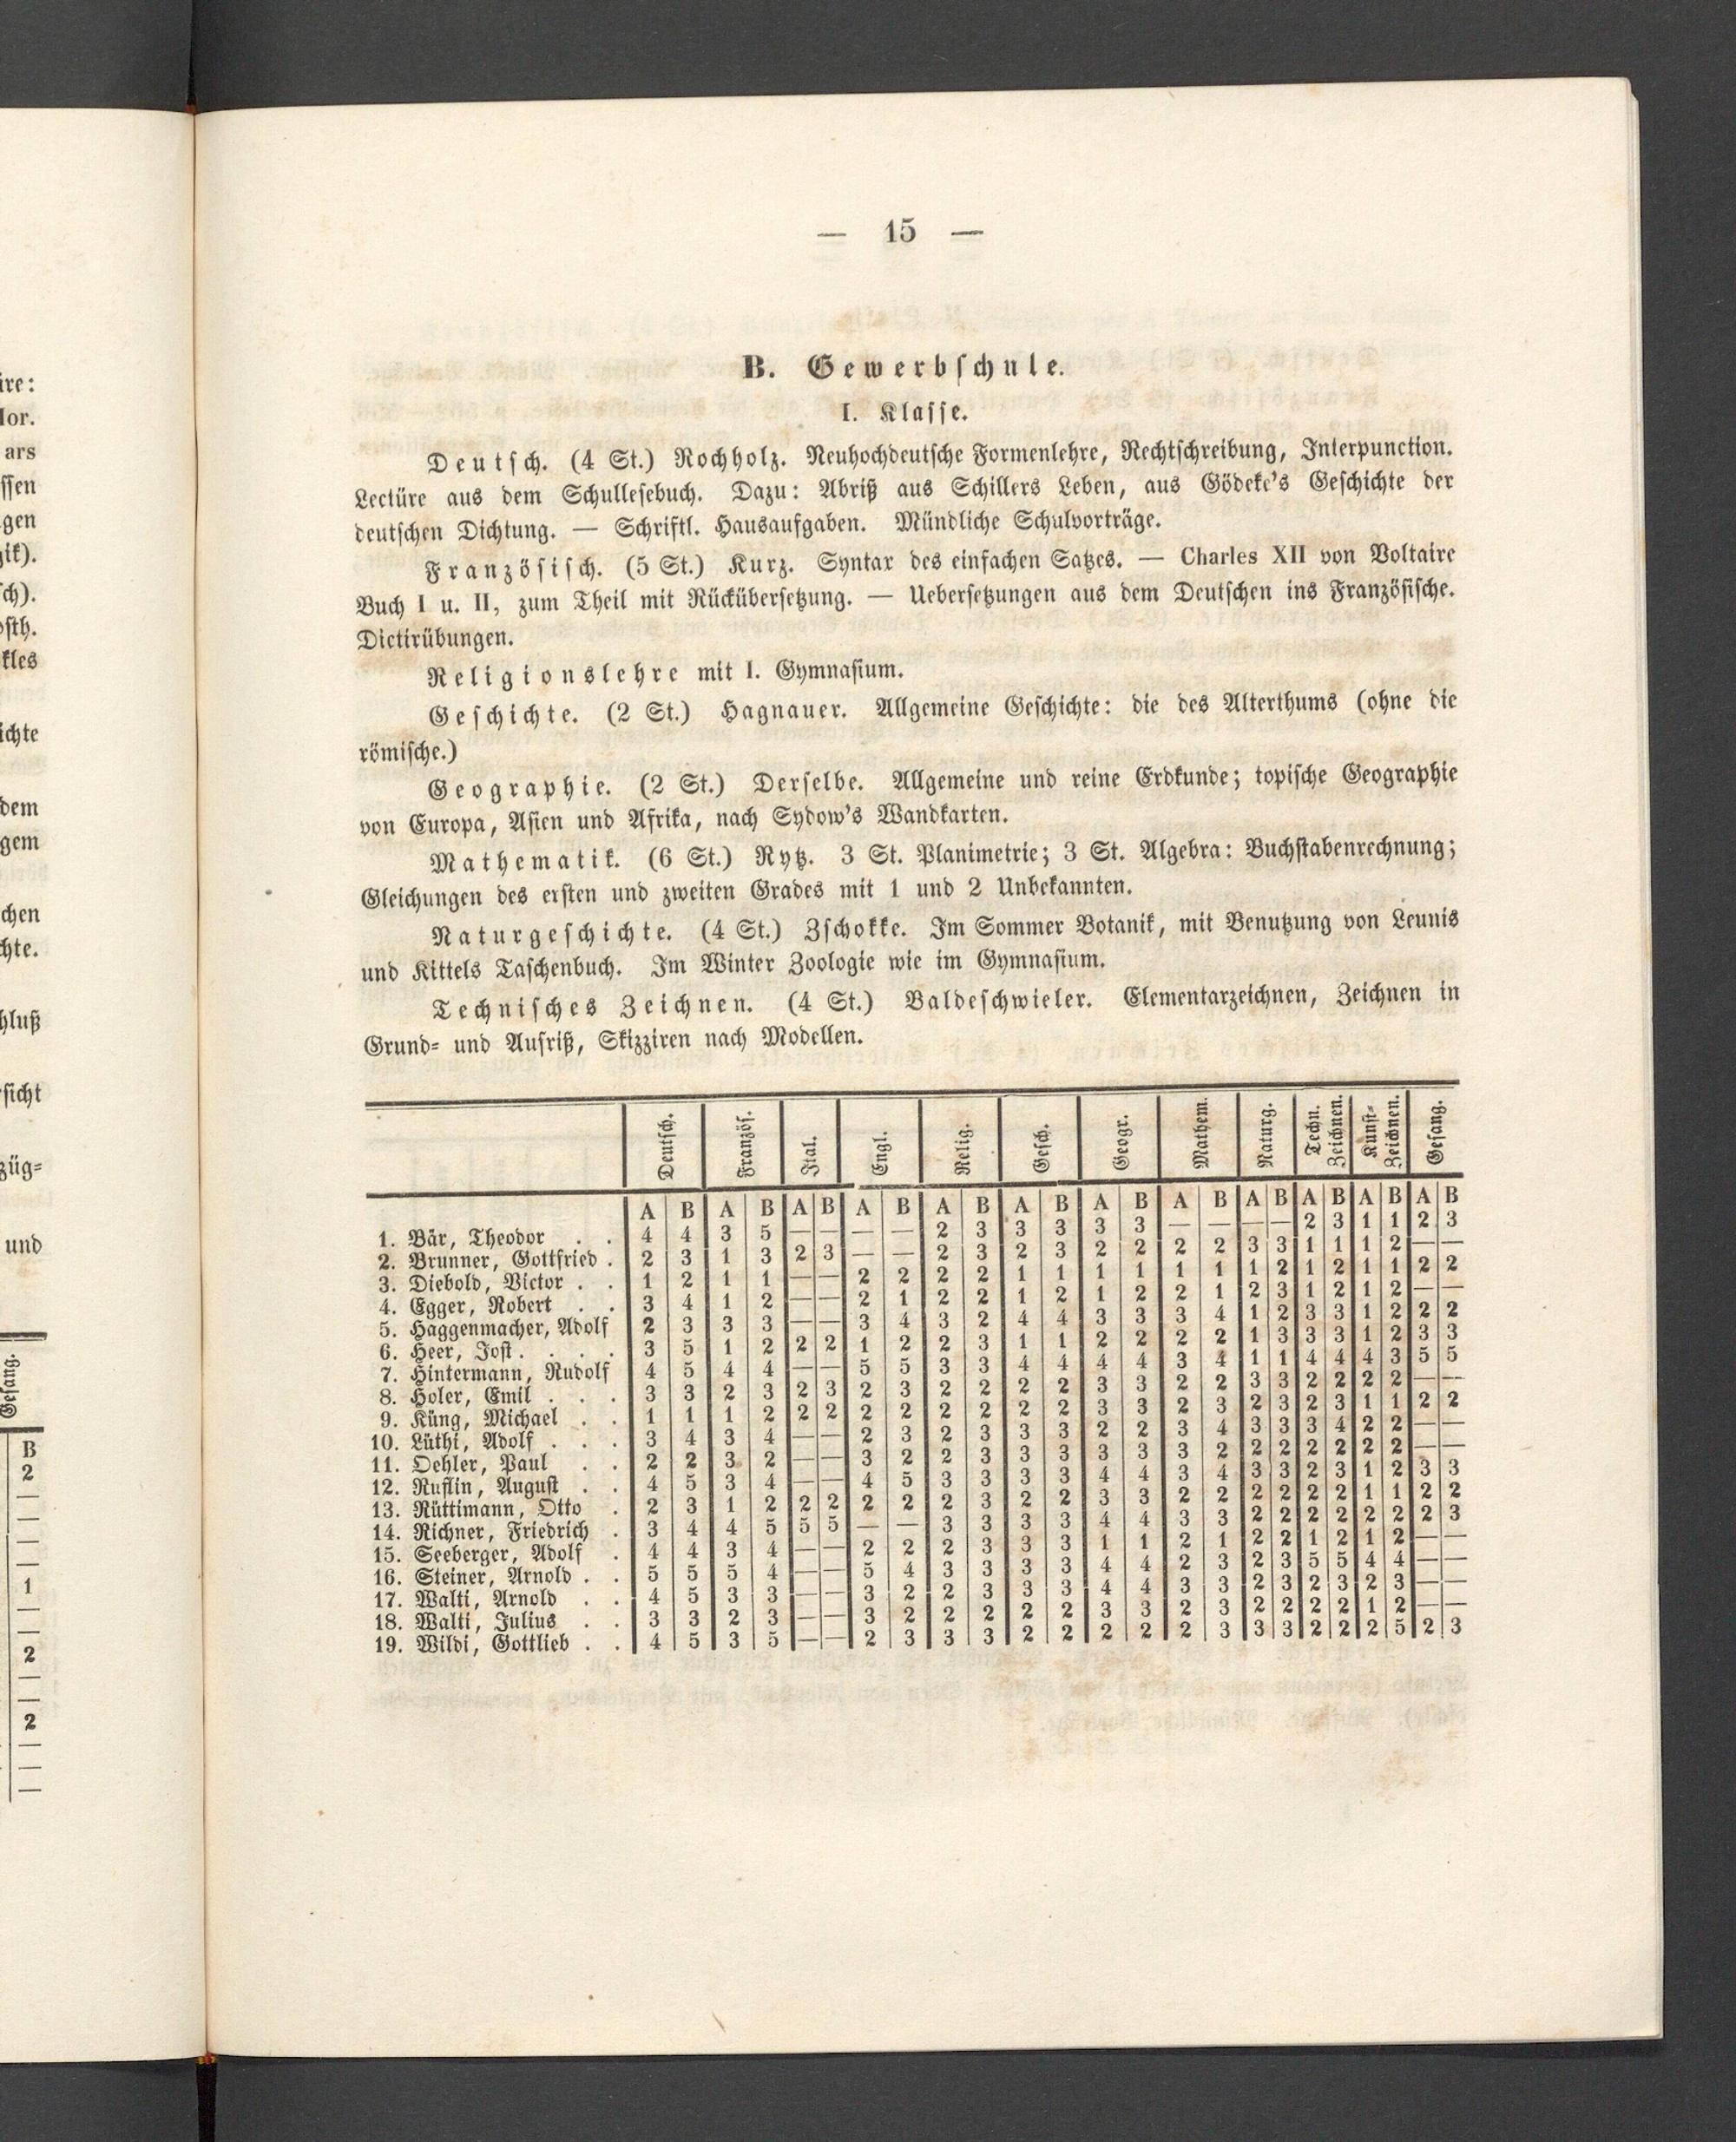 ire:
lor.
ars
ssen
gen
gik).
sch).
osth.
kles
ichte
dem
gem
chen
chte.
hluß
sicht
züg=
und
Gesang.
B
2
—
—
—
—
1
—
—
2
—
—
2
—
—
—
— 15 —
B. Gewerbschule.
I. Klasse.
Deutsch. (4 St.) Rochholz. Neuhochdeutsche Formenlehre, Rechtschreibung, Interpunction.
Lectüre aus dem Schullesebuch. Dazu: Abriß aus Schillers Leben, aus Gödeke's Geschichte der
deutschen Dichtung. — Schriftl. Hausaufgaben. Mündliche Schulvorträge.
Französisch. (5 St.) Kurz. Syntax des einfachen Satzes. — Charles XII von Voltaire
Buch I u. II, zum Theil mit Rückübersetzung. — Uebersetzungen aus dem Deutschen ins Französische.
Dictirübungen.
Religionslehre mit I. Gymnasium.
Geschichte. (2 St.) Hagnauer. Allgemeine Geschichte: die des Alterthums (ohne die
römische.)
Geographie. (2 St.) Derselbe. Allgemeine und reine Erdkunde; topische Geographie
von Europa, Asien und Afrika, nach Sydow's Wandkarten.
Mathematik. (6 St.) Rytz. 3 St. Planimetrie; 3 St. Algebra: Buchstabenrechnung;
Gleichungen des ersten und zweiten Grades mit 1 und 2 Unbekannten.
Naturgeschichte. (4 St.) Zschokke. Im Sommer Botanik, mit Benutzung von Leunis
und Kittels Taschenbuch. Im Winter Zoologie wie im Gymnasium.
Technisches Zeichnen. (4 St.) Baldeschwieler. Elementarzeichnen, Zeichnen in
Grund= und Aufriß, Skizziren nach Modellen.
Deutsch. Französ. Ital. Engl. Relig. Gesch. Geogr. Mathem. Naturg. Techn. Zeichnen. Kunst=Zeichnen. Gesang.
A B A B A B A B A B A B A B A B A B A B A B A B
1. Bär, Theodor . . 4 4 3 5 — — — — 2 3 3 3 3 3 — — — — 2 3 1 1 2 3
2. Brunner, Gottfried . 2 3 1 3 2 3 — — 2 3 2 3 2 2 2 2 3 3 1 1 1 2 — —
3. Diebold, Victor . . 1 2 1 1 — — 2 2 2 2 1 1 1 1 1 1 1 2 1 2 1 1 2 2
4. Egger, Robert . . 3 4 1 2 — — 2 1 2 2 1 2 1 2 2 1 2 3 1 2 1 2 — —
5. Haggenmacher, Adolf 2 3 3 3 — — 3 4 3 2 4 4 3 3 3 4 1 2 3 3 1 2 2 2
6. Heer, Jost . . . . 3 5 1 2 2 2 1 2 2 3 1 1 2 2 2 2 1 3 3 3 1 2 3 3
7. Hintermann, Rudolf 4 5 4 4 — — 5 5 3 3 4 4 4 4 3 4 1 1 4 4 4 3 5 5
8. Holer, Emil . . . 3 3 2 3 2 3 2 3 2 2 2 2 3 3 2 2 3 3 2 2 2 2 — —
9. Küng, Michael . . 1 1 1 2 2 2 2 2 2 2 2 2 3 3 2 3 2 3 2 3 1 1 2 2
10. Lüthi, Adolf . . . 3 4 3 4 — — 2 3 2 3 3 3 2 2 3 4 3 3 3 4 2 2 — —
11. Oehler, Paul . . 2 2 3 2 — — 3 2 2 3 3 3 3 3 3 2 2 2 2 2 2 2 — —
12. Ruflin, August . . 4 5 3 4 — — 4 5 3 3 3 3 4 4 3 4 3 3 2 3 1 2 3 3
13. Rüttimann, Otto . 2 3 1 2 2 2 2 2 2 3 2 2 3 3 2 2 2 2 2 2 1 1 2 2
14. Richner, Friedrich . 3 4 4 5 5 5 — — 3 3 3 3 4 4 3 3 2 2 2 2 2 2 2 3
15. Seeberger, Adolf . 4 4 3 4 — — 2 2 2 3 3 3 1 1 2 1 2 2 1 2 1 2 — —
16. Steiner, Arnold . . 5 5 5 4 — — 5 4 3 3 3 3 4 4 2 3 2 3 5 5 4 4 — —
17. Walti, Arnold . . 4 5 3 3 — — 3 2 2 3 3 3 4 4 3 3 2 3 2 3 2 3 — —
18. Walti, Julius . . 3 3 2 3 — — 3 2 2 2 2 2 3 3 2 3 2 2 2 2 1 2 — —
19. Wildi, Gottlieb . . 4 5 3 5 — — 2 3 3 3 2 2 2 2 2 3 3 3 2 2 2 5 2 3